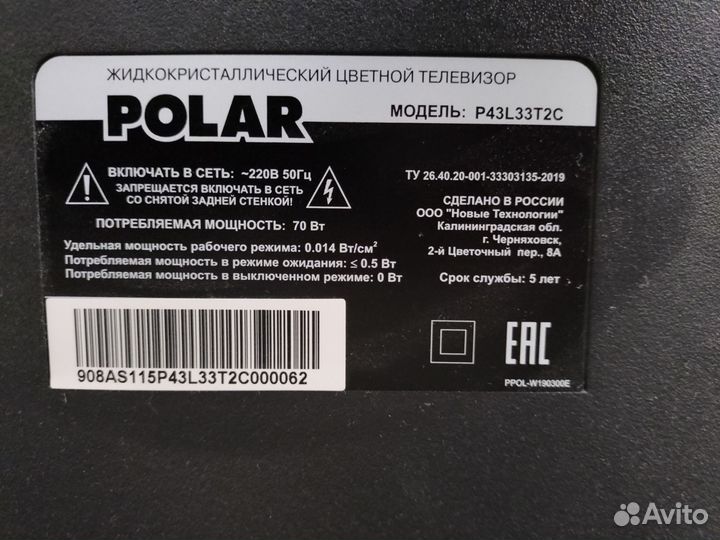 ЖИДКОКРИСТАЛЛИЧЕСКИЙ ЦВЕТНОЙ ТЕЛЕВИЗОР
POLAR
МОДЕЛЬ: P43L33T2C
ВКЛЮЧАТЬ В СЕТЬ: ~220В 50Гц
ЗАПРЕЩАЕТСЯ ВКЛЮЧАТЬ В СЕТЬ
СО СНЯТОЙ ЗАДНЕЙ СТЕНКОЙ!
ПОТРЕБЛЯЕМАЯ МОЩНОСТЬ: 70 Вт
Удельная мощность рабочего режима: 0.014 Вт/см²
Потребляемая мощность в режиме ожидания: ≤ 0.5 Вт
Потребляемая мощность в выключенном режиме: 0 Вт
ТУ 26.40.20-001-33303135-2019
СДЕЛАНО В РОССИИ
ООО "Новые Технологии"
Калининградская обл.
г. Черняховск,
2-й Цветочный пер., 8А
Срок службы: 5 лет
908AS115P43L33T2C000062
EAC
PPOL-W190300E
Avito